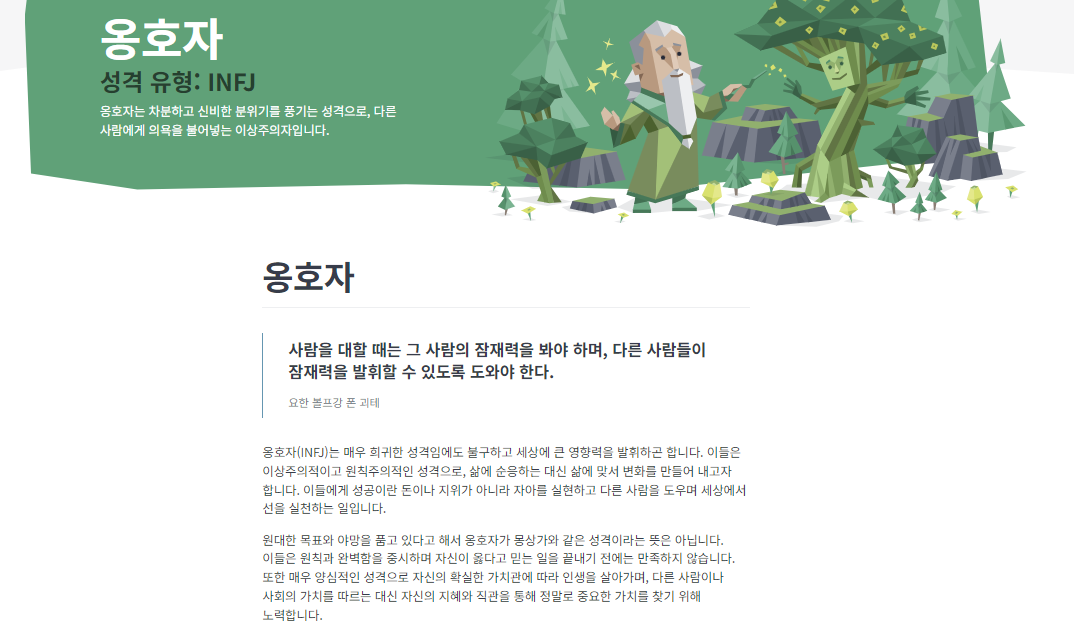 옹호자
성격 유형: INFJ
옹호자는 차분하고 신비한 분위기를 풍기는 성격으로, 다른
사람에게 의욕을 불어넣는 이상주의자입니다.
옹호자
사람을 대할 때는 그 사람의 잠재력을 봐야 하며, 다른 사람들이
잠재력을 발휘할 수 있도록 도와야 한다.
요한 볼프강 폰 괴테
옹호자(INFJ)는 매우 희귀한 성격임에도 불구하고 세상에 큰 영향력을 발휘하곤 합니다. 이들은
이상주의적이고 원칙주의적인 성격으로, 삶에 순응하는 대신 삶에 맞서 변화를 만들어 내고자
합니다. 이들에게 성공이란 돈이나 지위가 아니라 자아를 실현하고 다른 사람을 도우며 세상에서
선을 실천하는 일입니다.
원대한 목표와 야망을 품고 있다고 해서 옹호자가 몽상가와 같은 성격이라는 뜻은 아닙니다.
이들은 원칙과 완벽함을 중시하며 자신이 옳다고 믿는 일을 끝내기 전에는 만족하지 않습니다.
또한 매우 양심적인 성격으로 자신의 확실한 가치관에 따라 인생을 살아가며, 다른 사람이나
사회의 가치를 따르는 대신 자신의 지혜와 직관을 통해 정말로 중요한 가치를 찾기 위해
노력합니다.